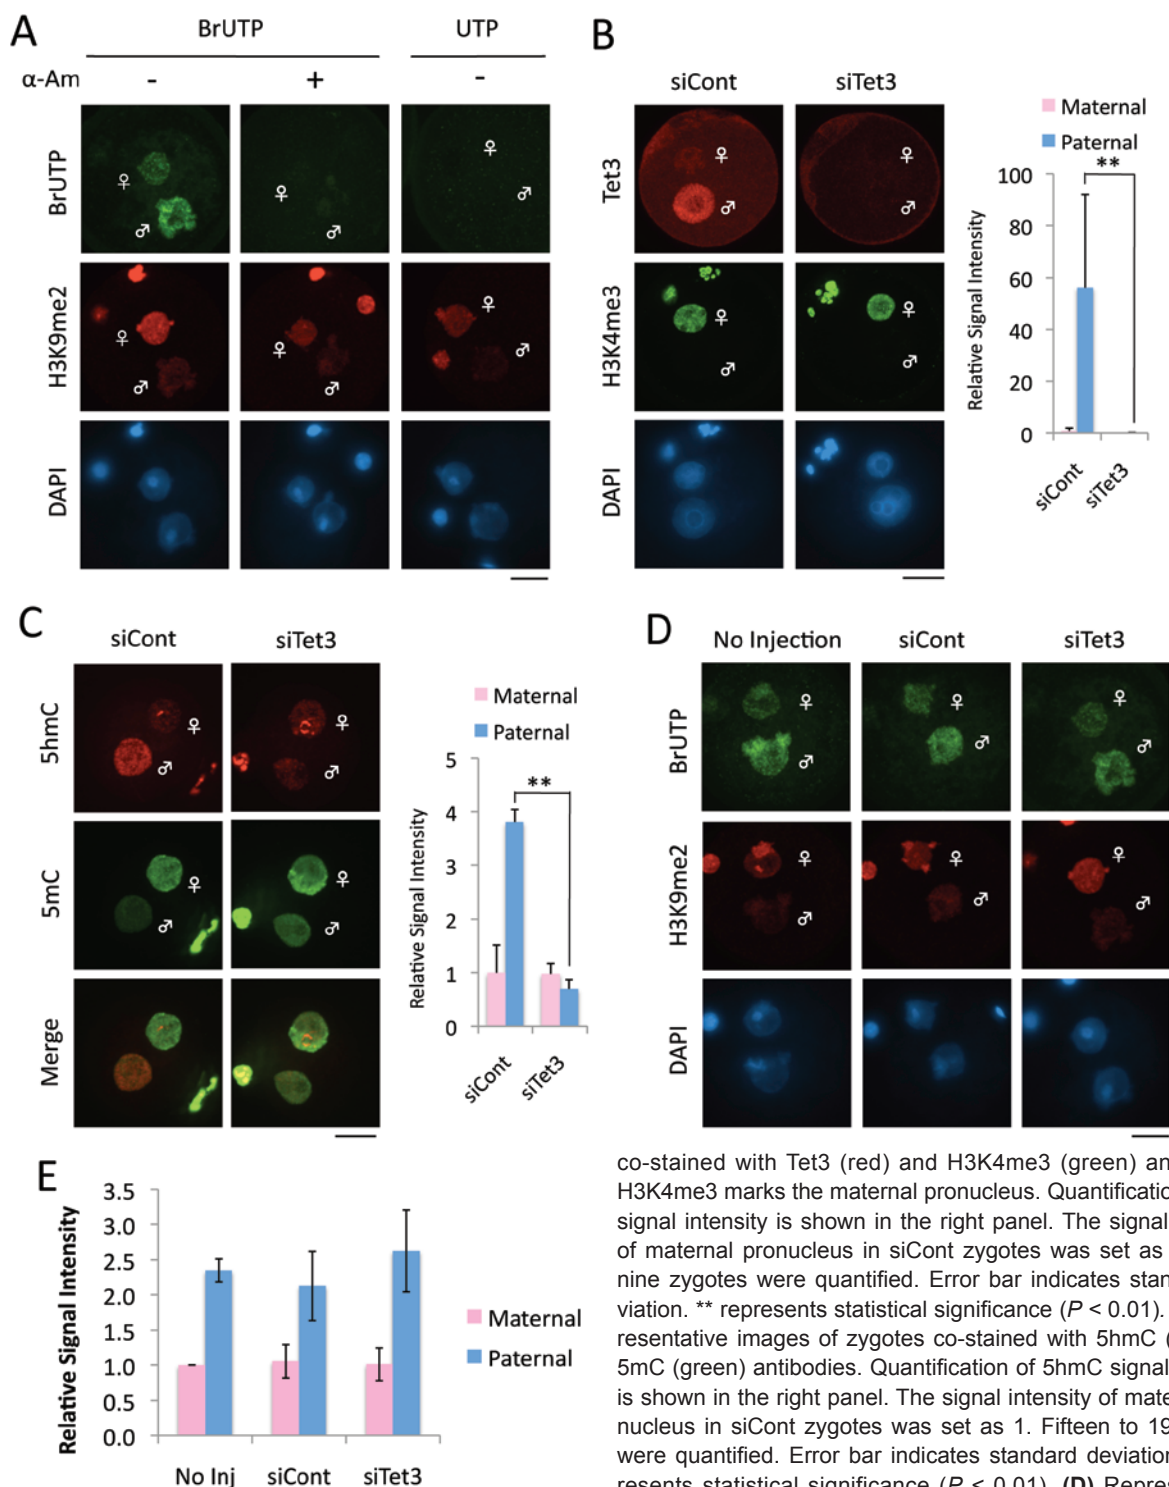 A
BrUTP
UTP
α-Am
-
+
-
BrUTP
♀
♂
♀
♂
♀
♂
H3K9me2
♀
♂
♀
♂
♀
♂
DAPI
B
siCont
siTet3
Tet3
♀
♂
♀
♂
H3K4me3
♀
♂
♀
♂
DAPI
Maternal
Paternal
**
Relative Signal Intensity
100
80
60
40
20
0
siCont
siTet3
C
siCont
siTet3
5hmC
♀
♂
♀
♂
5mC
♀
♂
♀
♂
Merge
Maternal
Paternal
**
Relative Signal Intensity
5
4
3
2
1
0
siCont
siTet3
D
No Injection
siCont
siTet3
BrUTP
♀
♂
♀
♂
♀
♂
H3K9me2
♀
♂
♀
♂
♀
♂
DAPI
E
Relative Signal Intensity
3.5
3.0
2.5
2.0
1.5
1.0
0.5
0.0
No Inj
siCont
siTet3
Maternal
Paternal
co-stained with Tet3 (red) and H3K4me3 (green) an
H3K4me3 marks the maternal pronucleus. Quantificatio
signal intensity is shown in the right panel. The signal
of maternal pronucleus in siCont zygotes was set as
nine zygotes were quantified. Error bar indicates stan
viation. ** represents statistical significance (P < 0.01).
resentative images of zygotes co-stained with 5hmC (
5mC (green) antibodies. Quantification of 5hmC signal
is shown in the right panel. The signal intensity of mate
nucleus in siCont zygotes was set as 1. Fifteen to 19
were quantified. Error bar indicates standard deviation
resents statistical significance (P < 0.01). (D) Repres